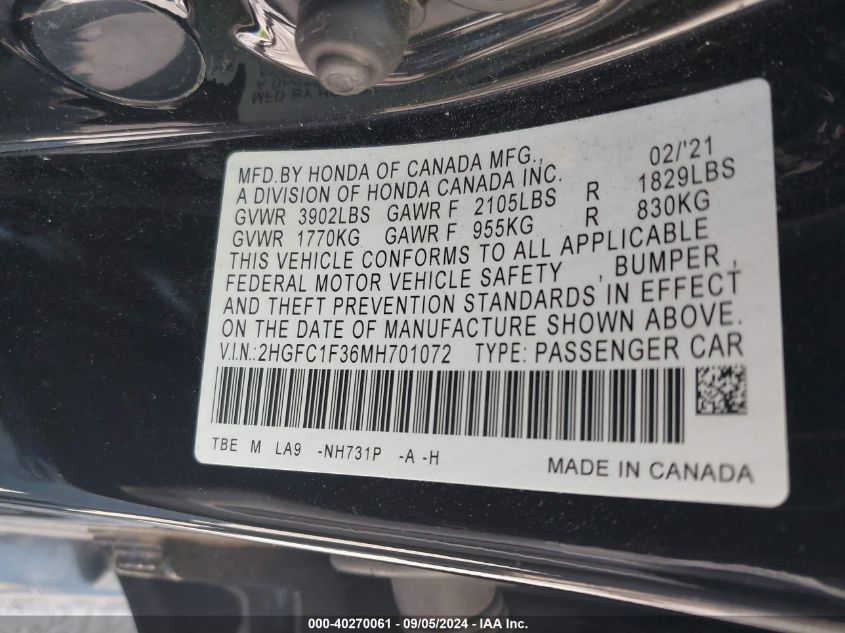 MFD.BY HONDA OF CANADA MFG., 02/'21
A DIVISION OF HONDA CANADA INC.
GVWR 3902LBS GAWR F 2105LBS R 1829LBS
GVWR 1770KG GAWR F 955KG R 830KG
THIS VEHICLE CONFORMS TO ALL APPLICABLE
FEDERAL MOTOR VEHICLE SAFETY , BUMPER ,
AND THEFT PREVENTION STANDARDS IN EFFECT
ON THE DATE OF MANUFACTURE SHOWN ABOVE.
V.I.N.:2HGFC1F36MH701072 TYPE: PASSENGER CAR
TBE M LA9 -NH731P -A -H
MADE IN CANADA
000-40270061 - 09/05/2024 - IAA Inc.